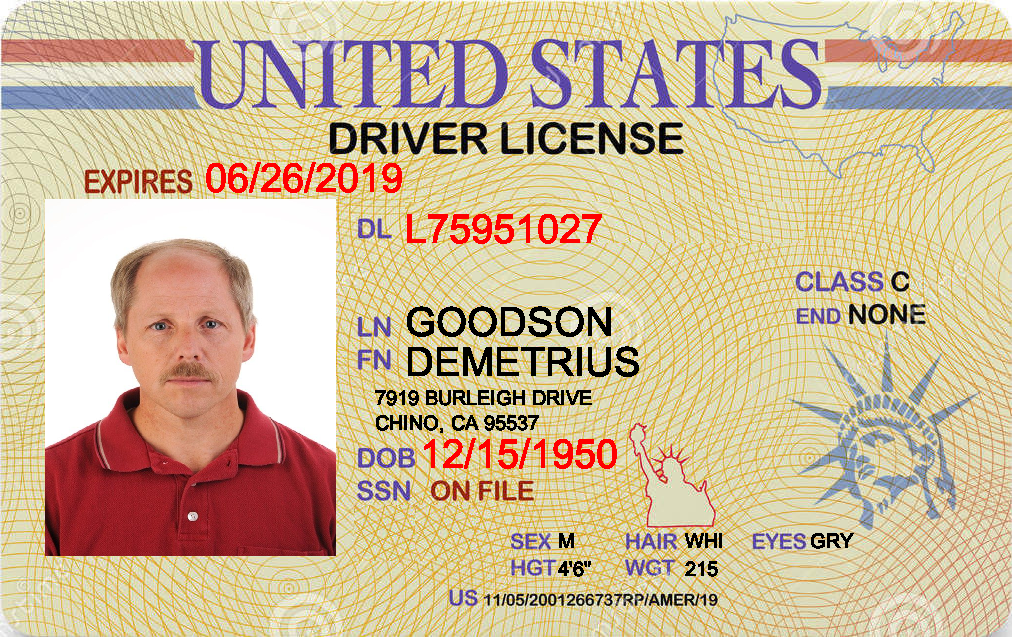 UNITED STATES
DRIVER LICENSE
EXPIRES 06/26/2019
DL L75951027
CLASS C
END NONE
LN GOODSON
FN DEMETRIUS
7919 BURLEIGH DRIVE
CHINO, CA 95537
DOB 12/15/1950
SSN ON FILE
SEX M HAIR WHI EYES GRY
HGT 4'6" WGT 215
US 11/05/2001266737RP/AMER/19